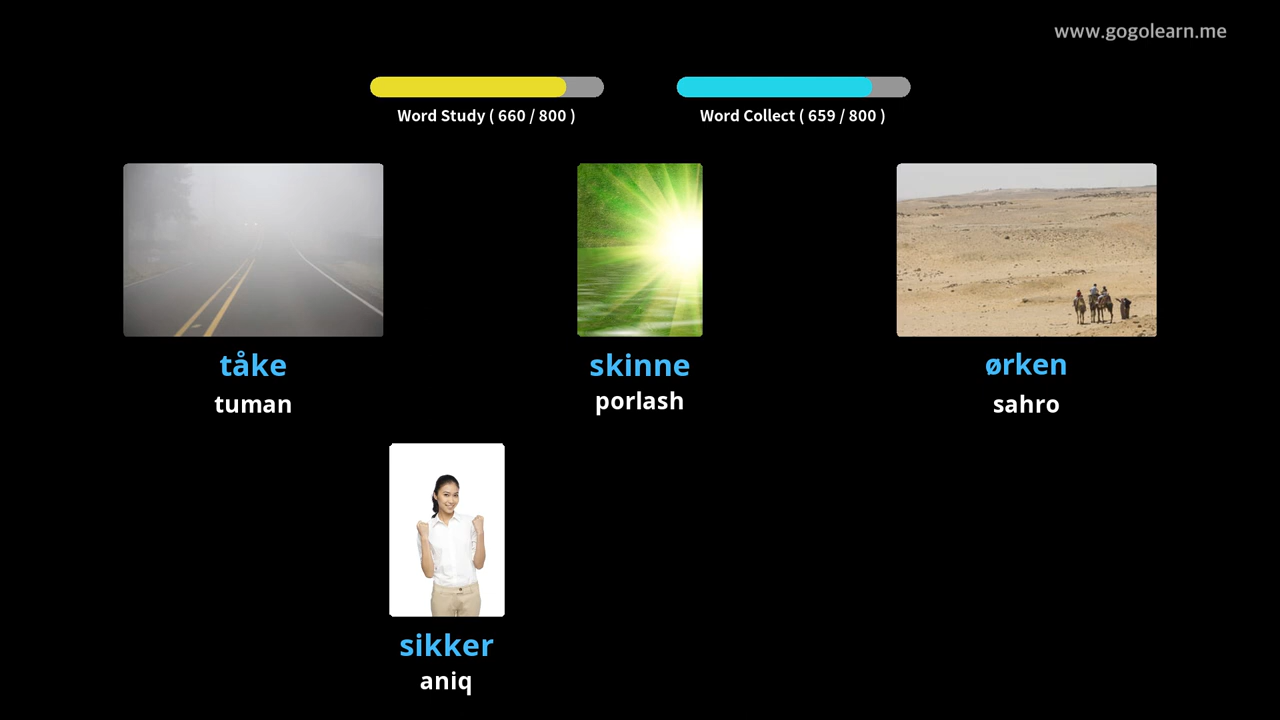 www.gogolearn.me
Word Study ( 660 / 800 )
Word Collect ( 659 / 800 )
tåke
tuman
skinne
porlash
ørken
sahro
sikker
aniq